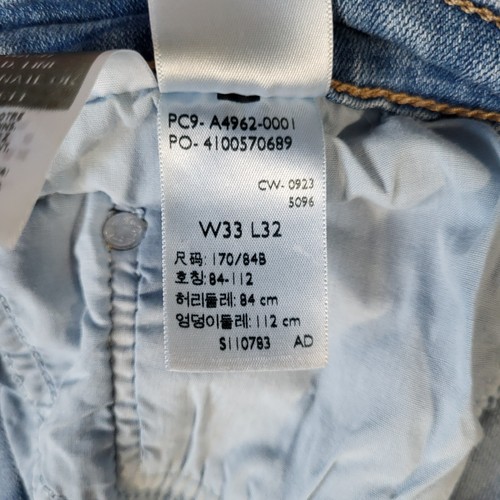 PC9- A4962-0001
PO- 4100570689
CW- 0923
5096
W33 L32
尺码: 170/84B
호칭: 84-112
허리둘레: 84 cm
엉덩이둘레: 112 cm
S110783 AD